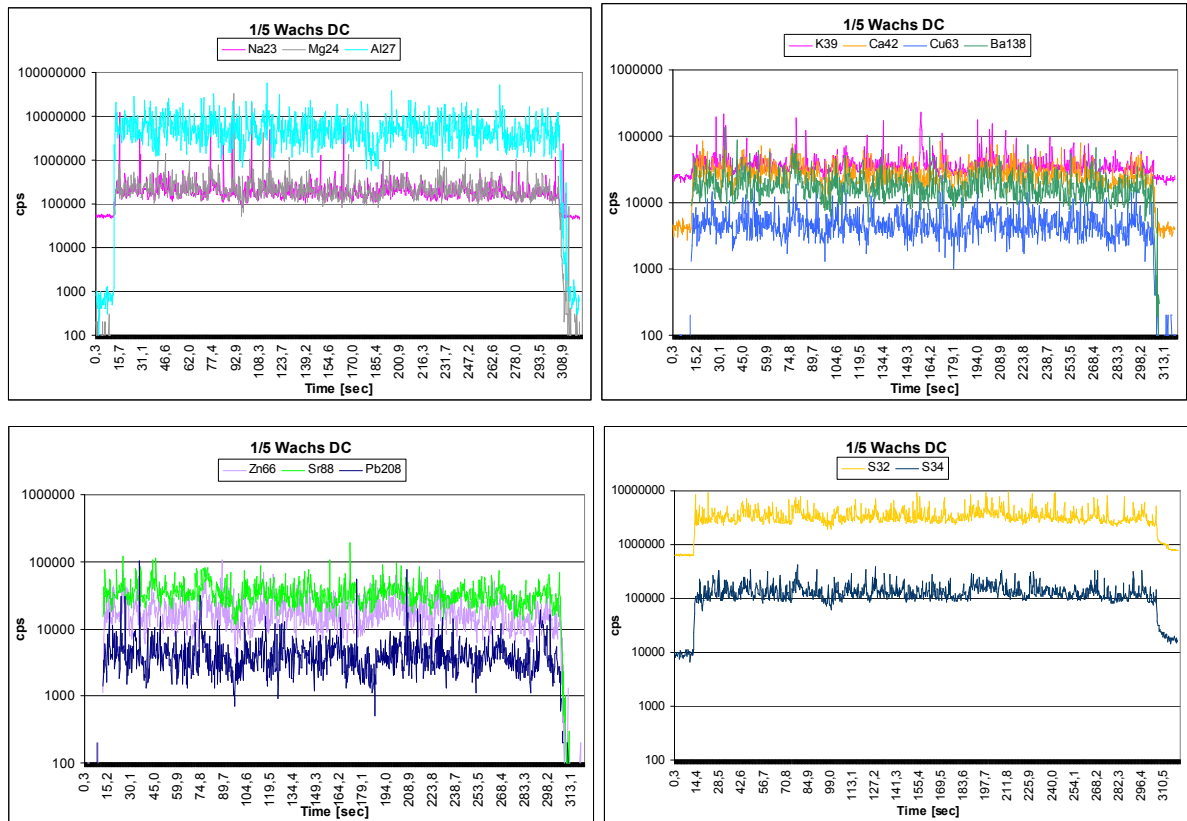 1/5 Wachs DC
Na23 Mg24 Al27
100000000
10000000
1000000
100000
10000
1000
100
cps
0,3 15,7 31,1 46,6 62,0 77,4 92,9 108,3 123,7 139,1 154,6 170,0 185,4 200,9 216,3 231,7 247,2 262,6 278,0 293,5 308,9
Time [sec]
1/5 Wachs DC
K39 Ca42 Cu63 Ba138
1000000
100000
10000
1000
100
cps
0,3 15,2 30,1 45,0 59,9 74,8 89,9 104,6 119,5 134,4 1493,3 164,2 179,1 194,0 208,9 223,8 238,7 253,5 268,4 283,3 294,2 313,1
Time [sec]
1/5 Wachs DC
Zn66 Sr88 Pb208
1000000
100000
10000
1000
100
cps
0,3 15,2 30,1 45,0 59,9 74,8 89,7 104,6 119,5 134,4 149,3 164,2 179,1 194,0 208,9 223,8 238,7 253,5 268,4 283,3 298,2 313,1
Time [sec]
1/5 Wachs DC
S32 S34
10000000
1000000
100000
10000
1000
100
cps
0,3 144,4 28,5 42,6 56,7 70,8 84,9 99,0 113,1 127,2 141,3 155,4 169,5 183,6 1977,7 211,8 225,9 240,0 254,1 268,2 282,3 296,4 310,5
Time [sec]